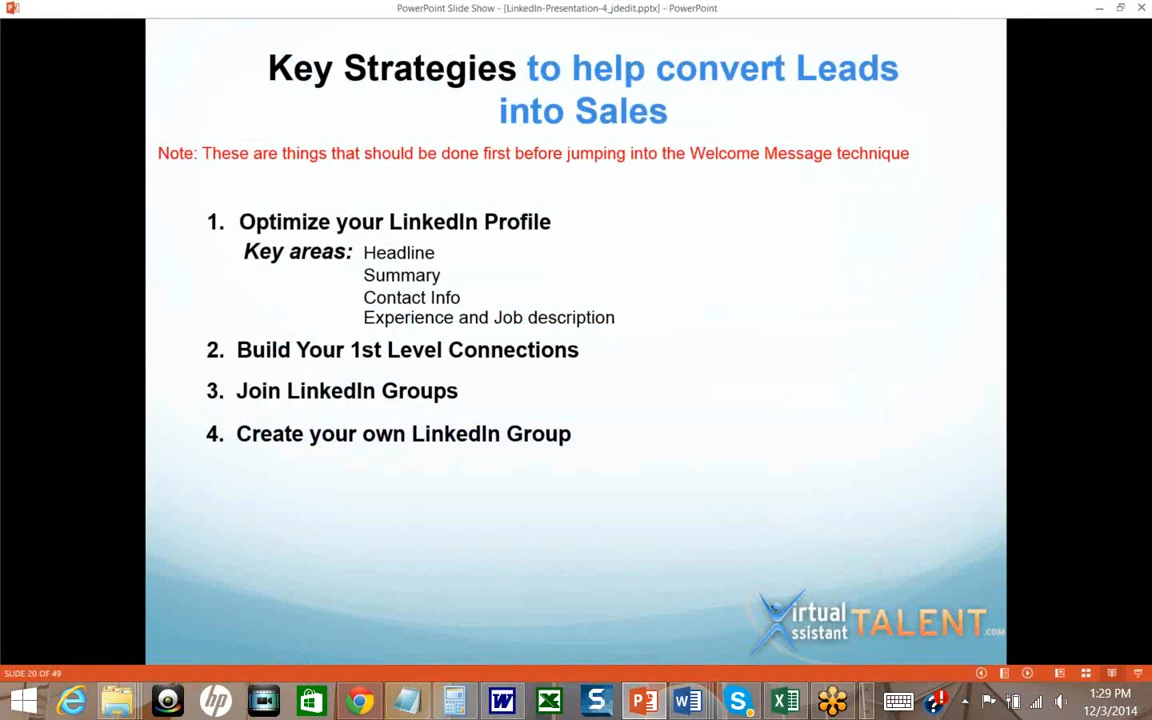 PowerPoint Slide Show - [LinkedIn-Presentation-4_jdedit.pptx] - PowerPoint
Key Strategies to help convert Leads
into Sales
Note: These are things that should be done first before jumping into the Welcome Message technique
1. Optimize your LinkedIn Profile
Key areas: Headline
Summary
Contact Info
Experience and Job description
2. Build Your 1st Level Connections
3. Join LinkedIn Groups
4. Create your own LinkedIn Group
Virtual
Assistant TALENT.com
SLIDE 20 OF 49
1:29 PM
12/3/2014